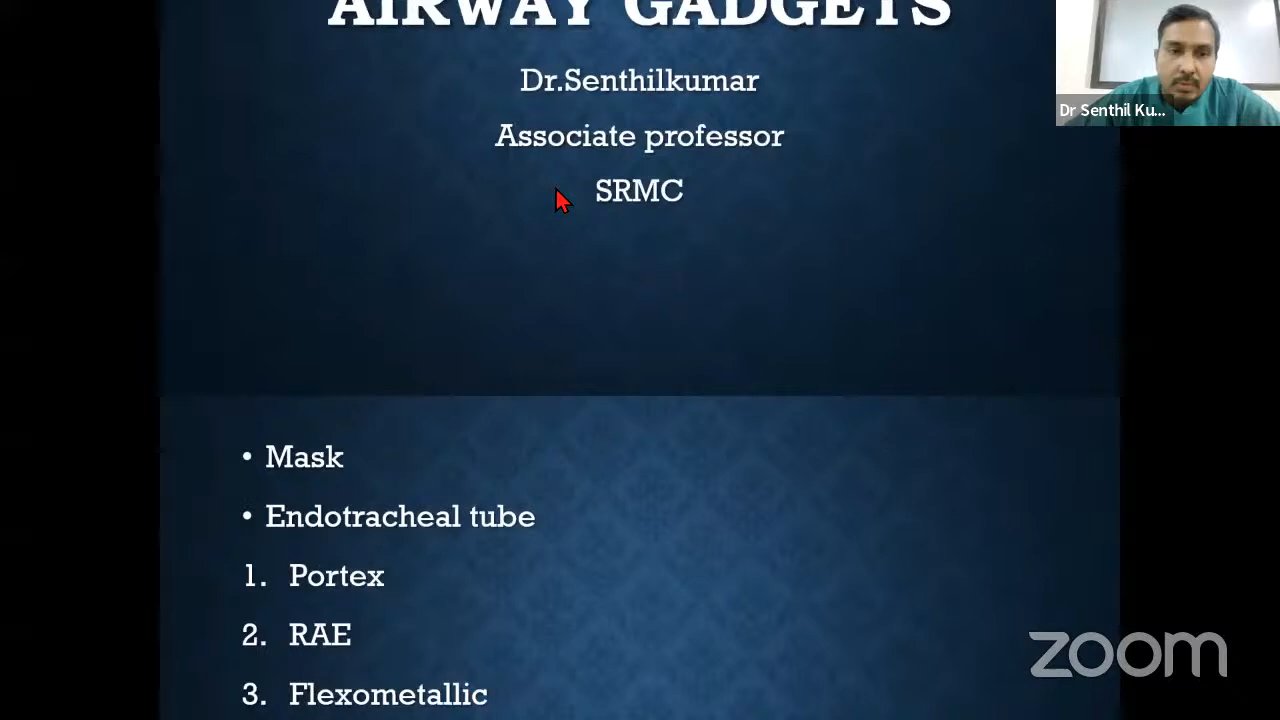 AIRWAY GADGETS
Dr.Senthilkumar
Associate professor
SRMC
Dr Senthil Ku...
• Mask
• Endotracheal tube
1. Portex
2. RAE
3. Flexometallic
zoom